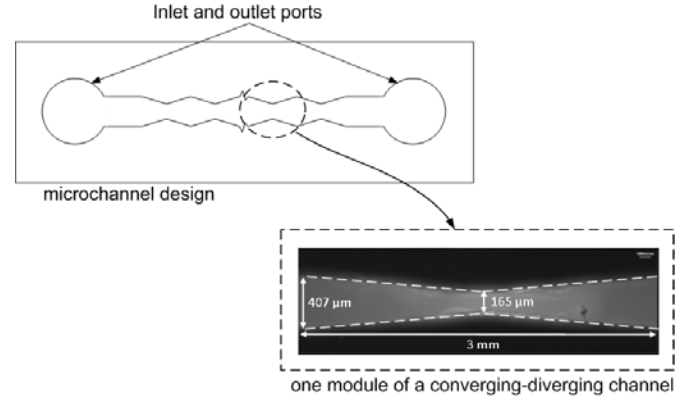 Inlet and outlet ports
microchannel design
407 µm
165 µm
3 mm
one module of a converging-diverging channel